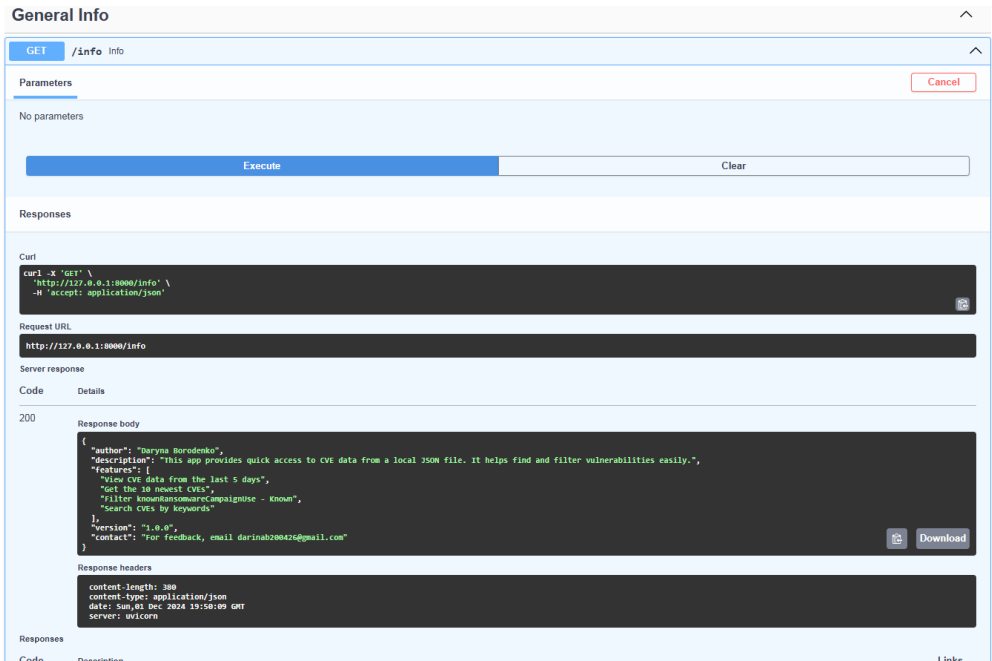 General Info
GET /info Info
Parameters
Cancel
No parameters
Execute
Clear
Responses
Curl
curl -X 'GET' \
'http://127.0.0.1:8000/info' \
-H 'accept: application/json'
Request URL
http://127.0.0.1:8000/info
Server response
Code Details
200
Response body
{
"author": "Daryna Borodenko",
"description": "This app provides quick access to CVE data from a local JSON file. It helps find and filter vulnerabilities easily.",
"features": [
"View CVE data from the last 5 days",
"Get the 10 newest CVEs",
"Filter knownRansomwareCampaignUse - Known",
"Search CVEs by keywords"
],
"version": "1.0.0",
"contact": "For feedback, email darinab200426@gmail.com"
}
Download
Response headers
content-length: 380
content-type: application/json
date: Sun,01 Dec 2024 19:50:09 GMT
server: uvicorn
Responses
Code Description Links